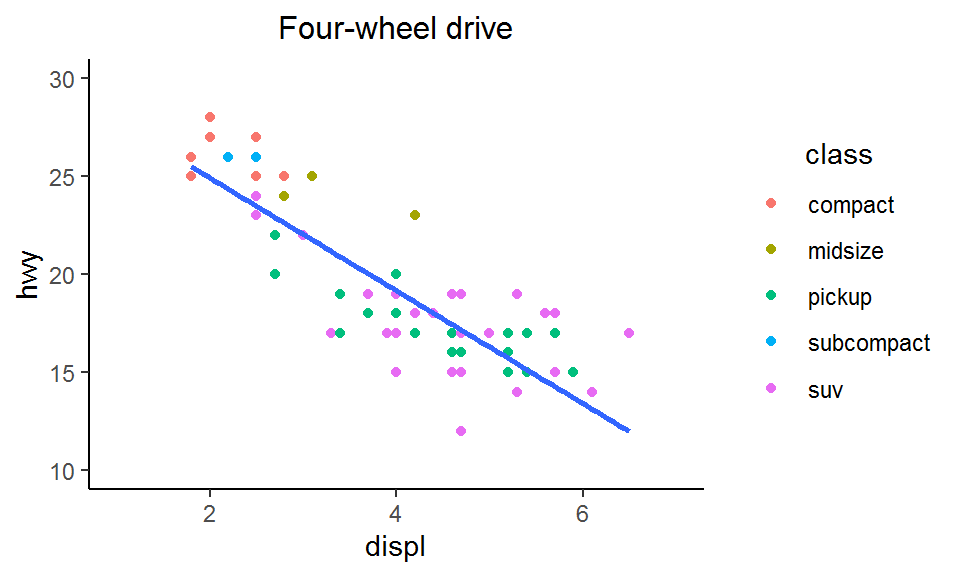 Four-wheel drive
30
25
20
15
10
hwy
2 4 6
displ
class
compact
midsize
pickup
subcompact
suv